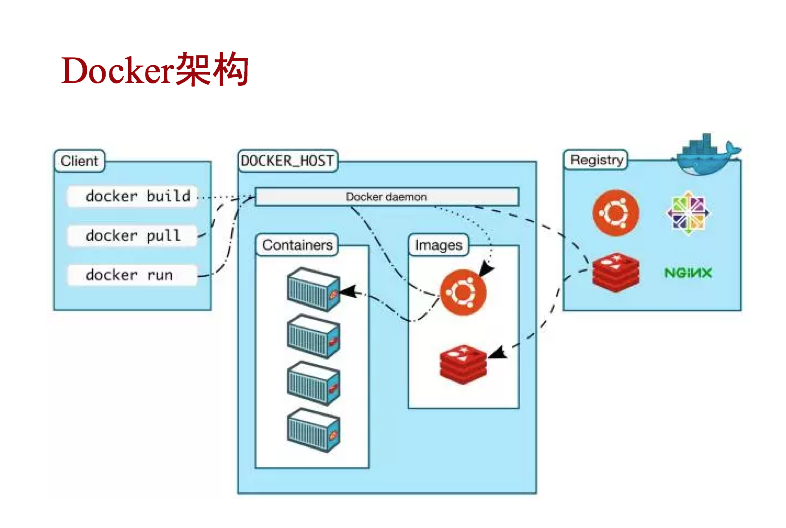 Docker架构
Client
docker build
docker pull
docker run
DOCKER_HOST
Docker daemon
Containers
Images
Registry
NGINX